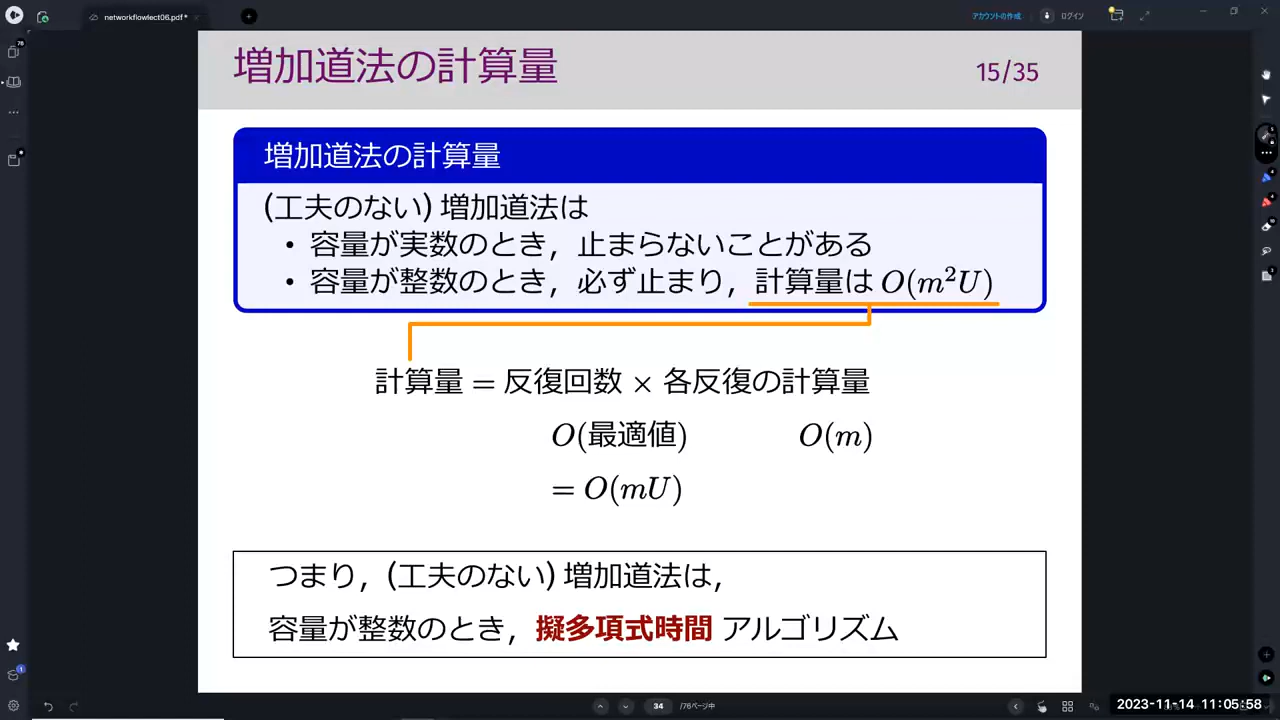 networkflowlect06.pdf*
アカウントの作成
ログイン
増加道法の計算量
15/35
増加道法の計算量
(工夫のない) 増加道法は
• 容量が実数のとき，止まらないことがある
• 容量が整数のとき，必ず止まり，計算量は O(m²U)
計算量 = 反復回数 × 各反復の計算量
O(最適値) O(m)
= O(mU)
つまり，(工夫のない) 増加道法は，
容量が整数のとき，擬多項式時間 アルゴリズム
34 /76ページ中
2023-11-14 11:05:58